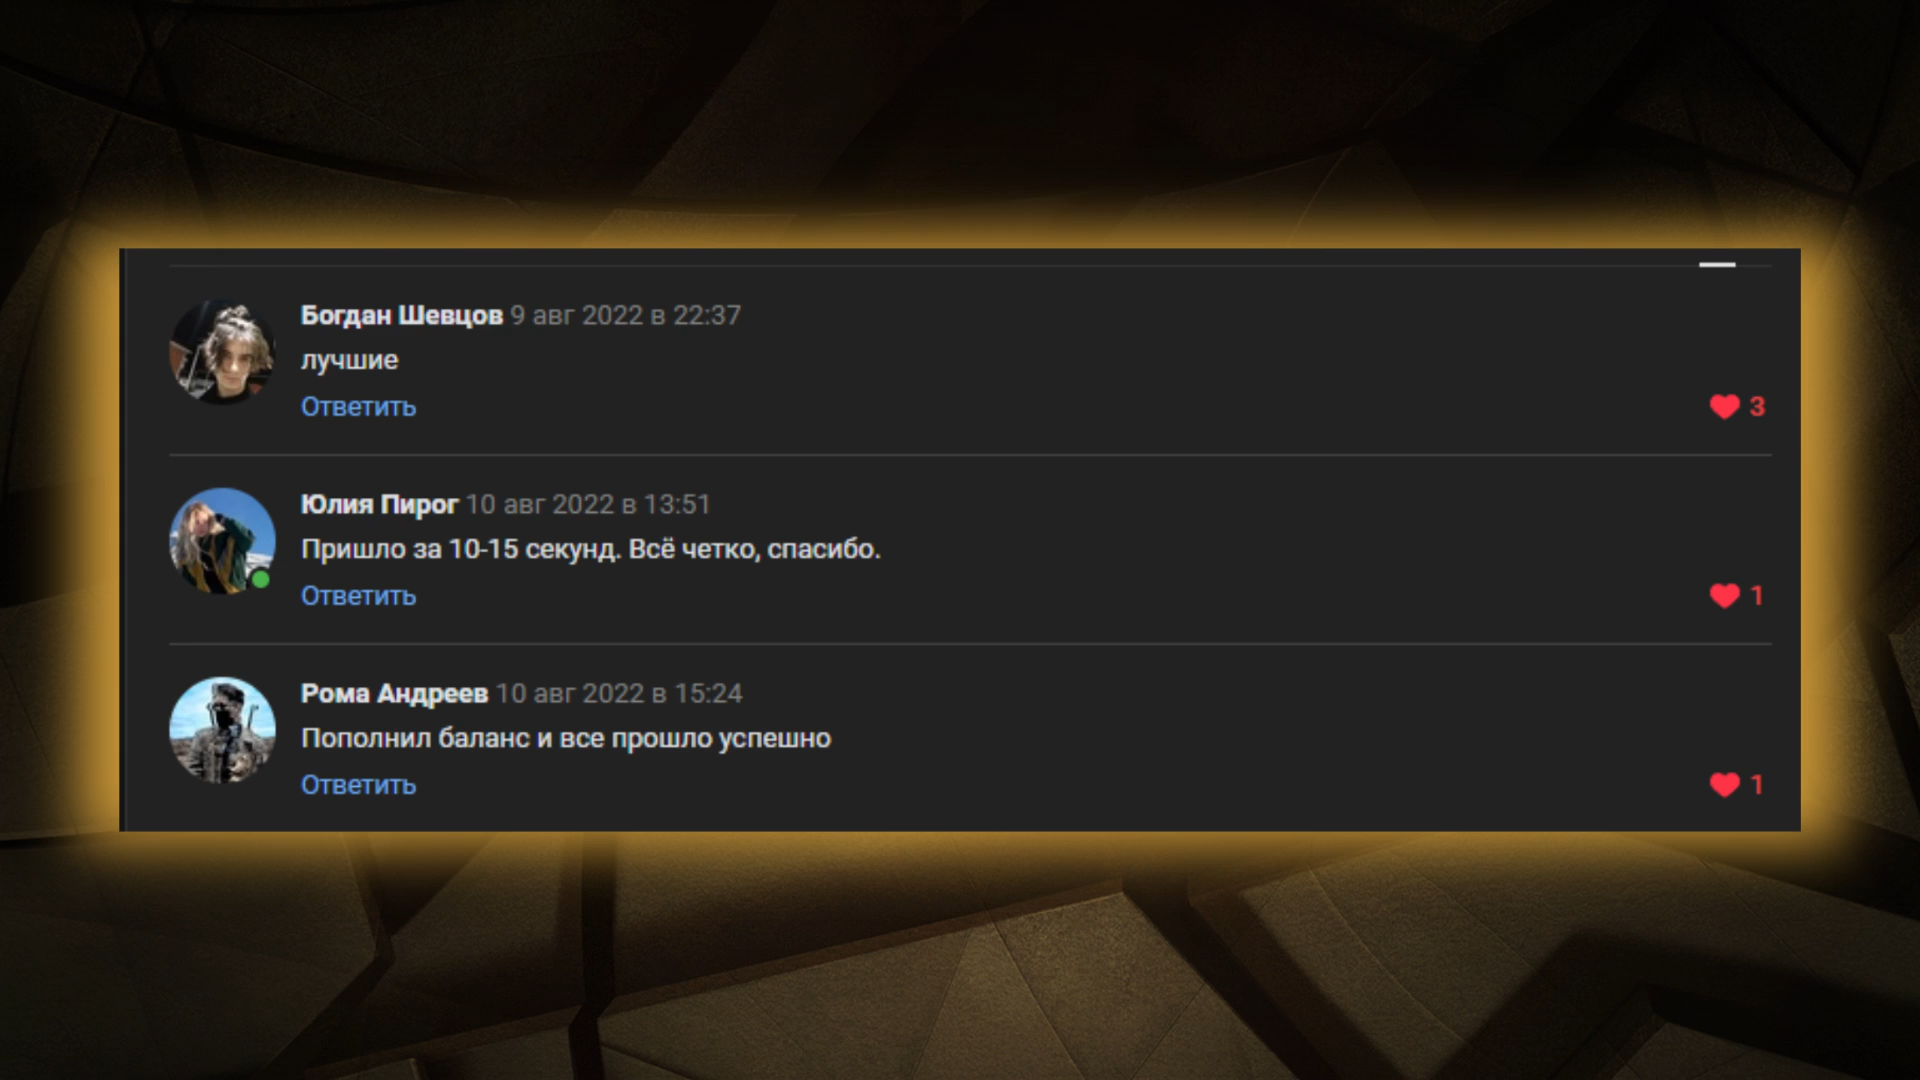 Богдан Шевцов 9 авг 2022 в 22:37
лучшие
Ответить
3
Юлия Пирог 10 авг 2022 в 13:51
Пришло за 10-15 секунд. Всё четко, спасибо.
Ответить
1
Рома Андреев 10 авг 2022 в 15:24
Пополнил баланс и все прошло успешно
Ответить
1